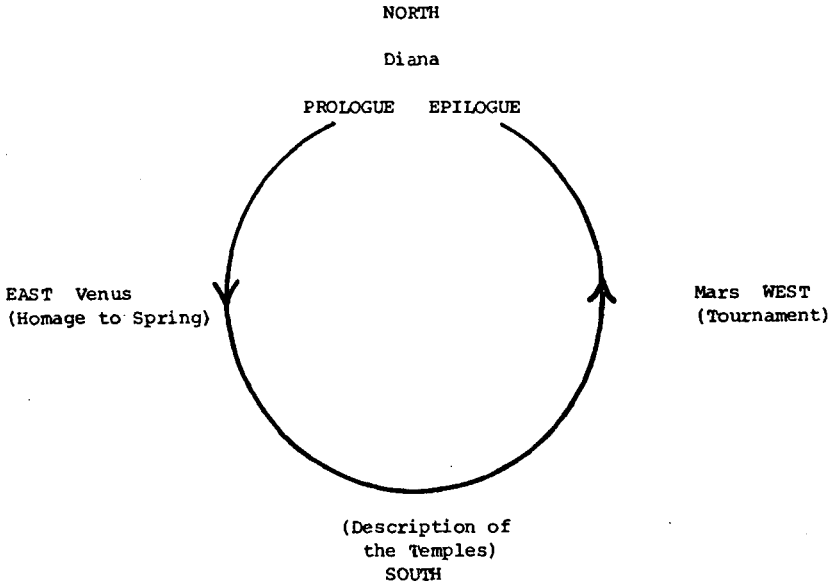 NORTH
Diana
PROLOGUE EPILOGUE
EAST Venus
(Homage to Spring)
Mars WEST
(Tournament)
(Description of
the Temples)
SOUTH